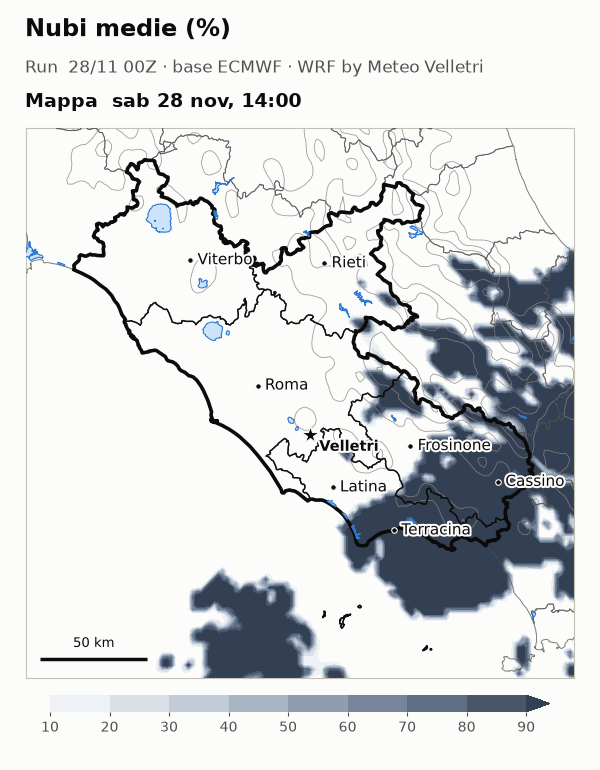 Nubi medie (%)
Run 28/11 00Z · base ECMWF · WRF by Meteo Velletri
Mappa sab 28 nov, 14:00
Viterbo
Rieti
Roma
Velletri
Frosinone
Latina
Cassino
Terracina
50 km
10 20 30 40 50 60 70 80 90